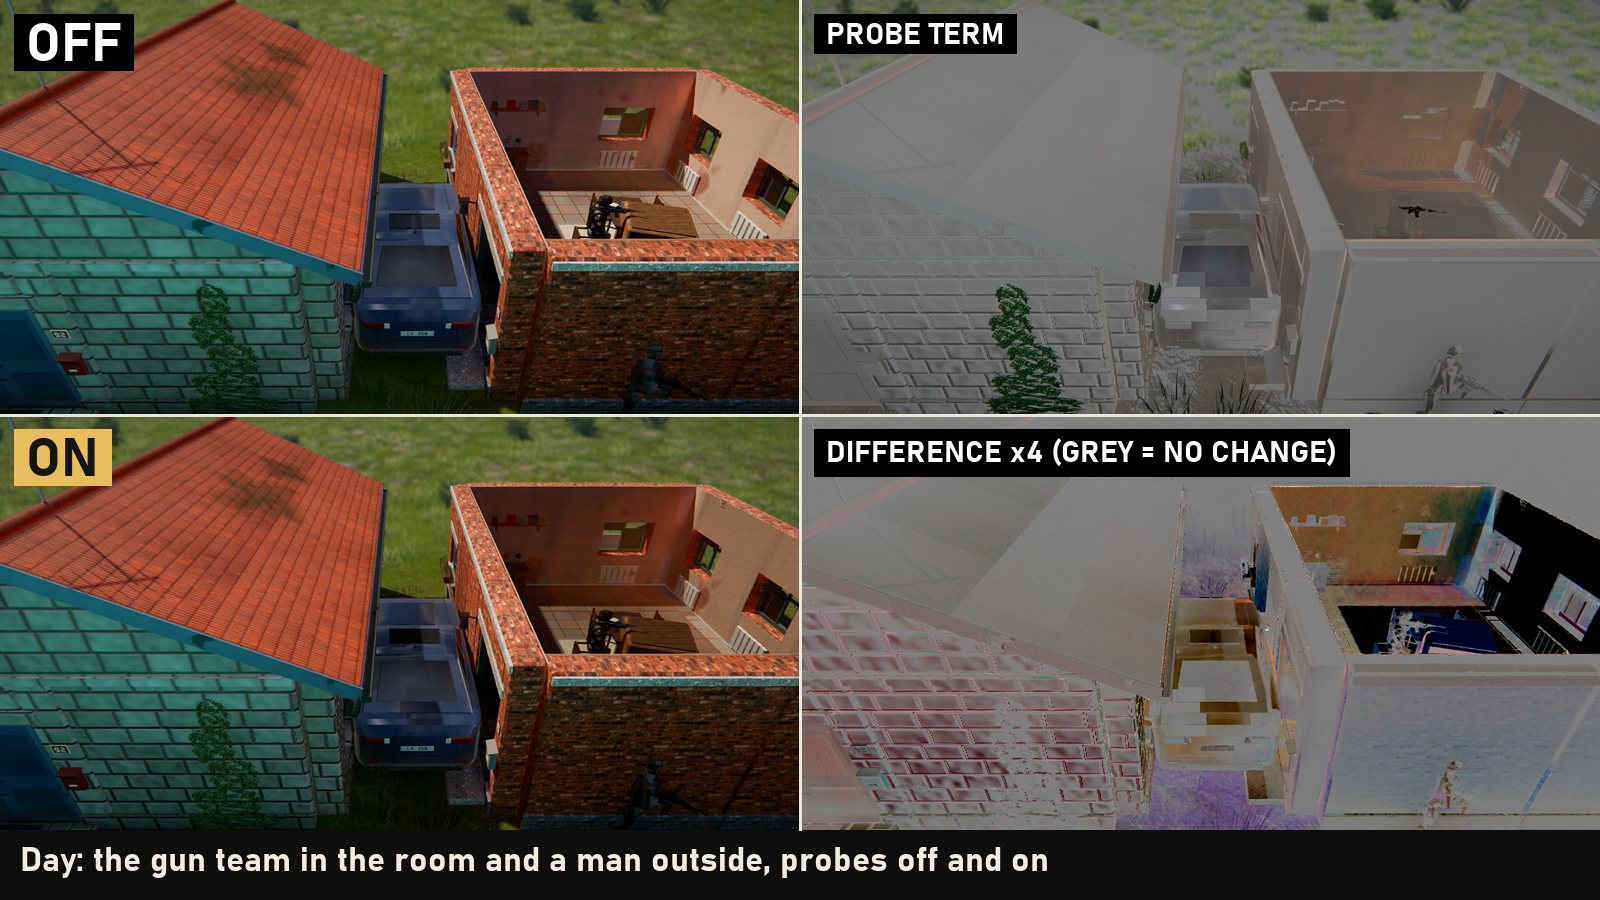 OFF
PROBE TERM
92
ON
DIFFERENCE x4 (GREY = NO CHANGE)
Day: the gun team in the room and a man outside, probes off and on